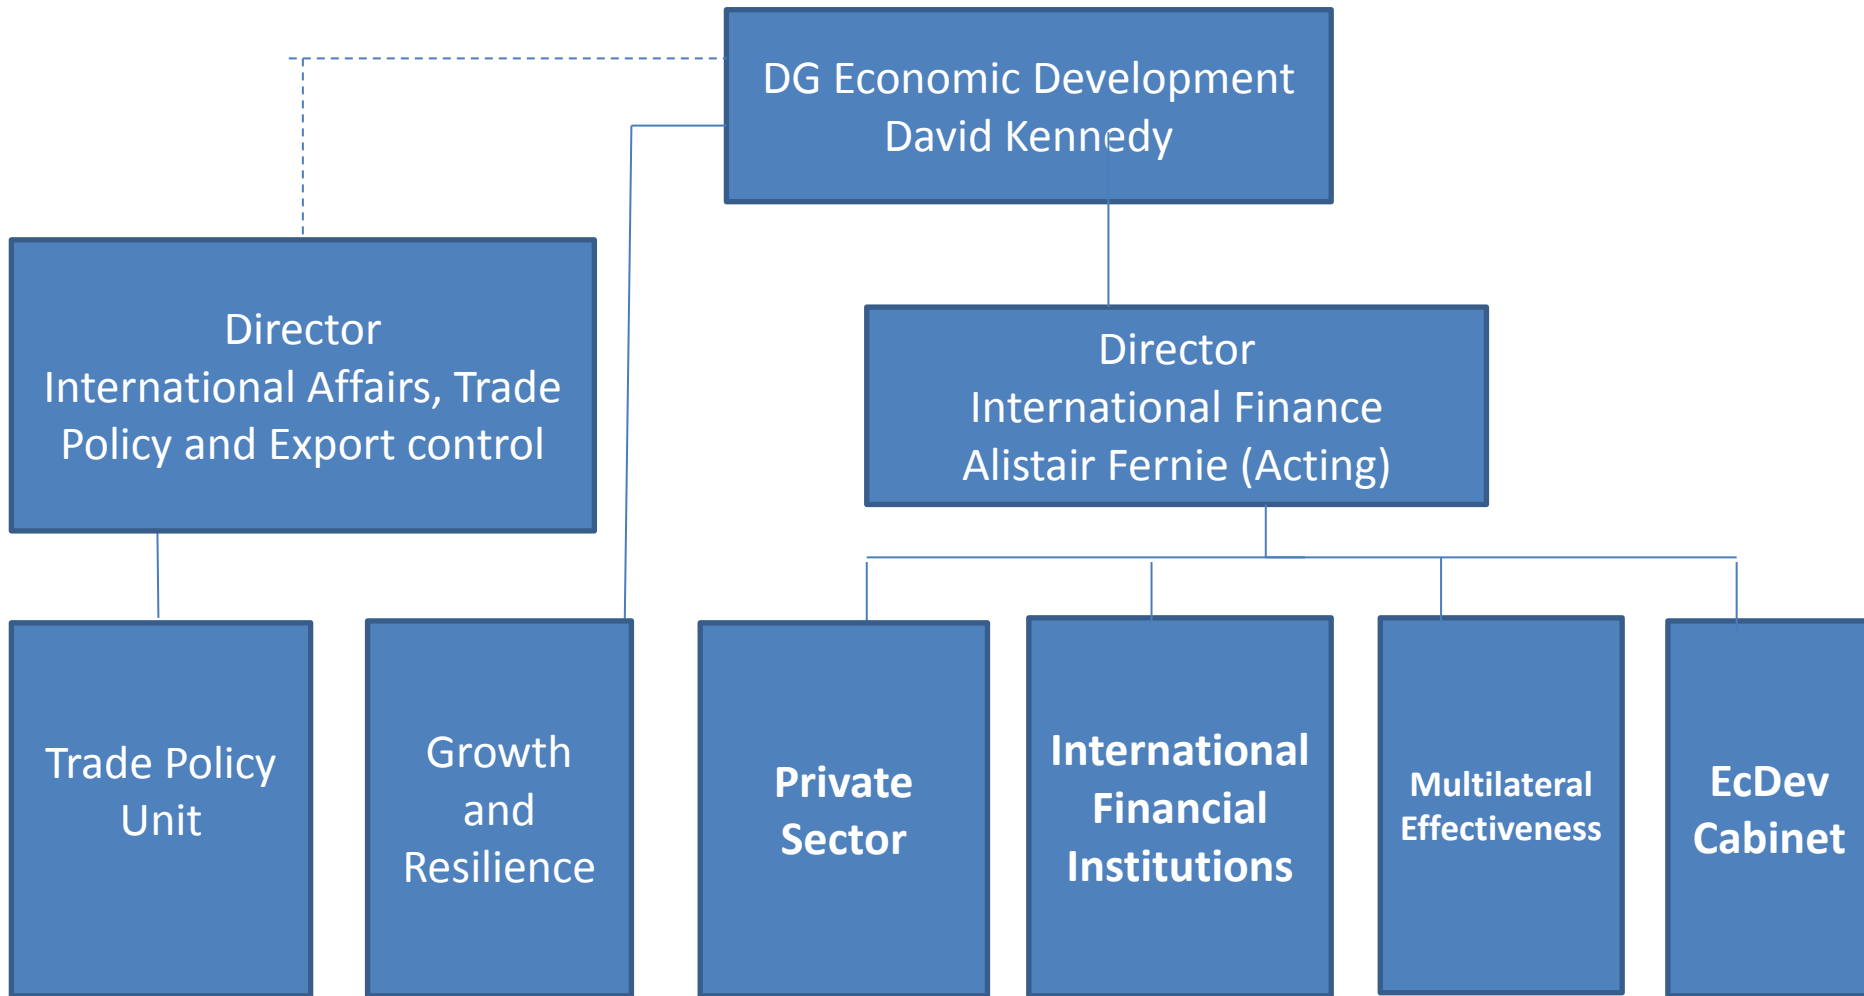 DG Economic Development
David Kennedy
Director
International Affairs, Trade
Policy and Export control
Director
International Finance
Alistair Fernie (Acting)
Trade Policy
Unit
Growth
and
Resilience
Private
Sector
International
Financial
Institutions
Multilateral
Effectiveness
EcDev
Cabinet